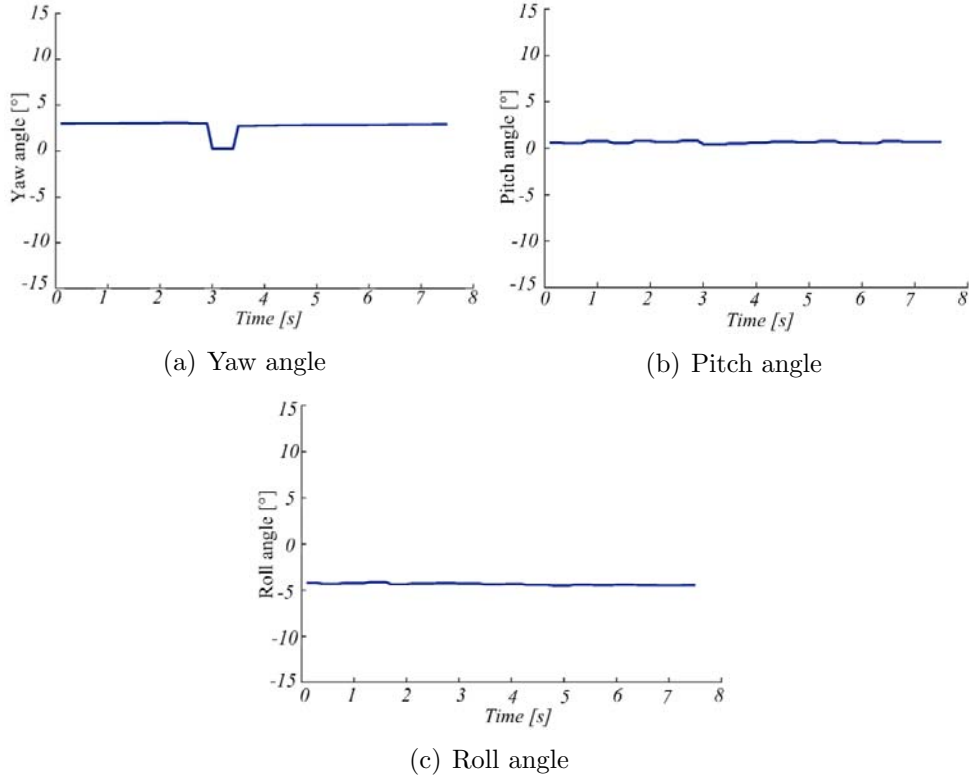 15
10
5
0
-5
-10
-15
Yaw angle [°]
0 1 2 3 4 5 6 7 8
Time [s]
(a) Yaw angle
15
10
5
0
-5
-10
-15
Pitch angle [°]
0 1 2 3 4 5 6 7 8
Time [s]
(b) Pitch angle
15
10
5
0
-5
-10
-15
Roll angle [°]
0 1 2 3 4 5 6 7 8
Time [s]
(c) Roll angle